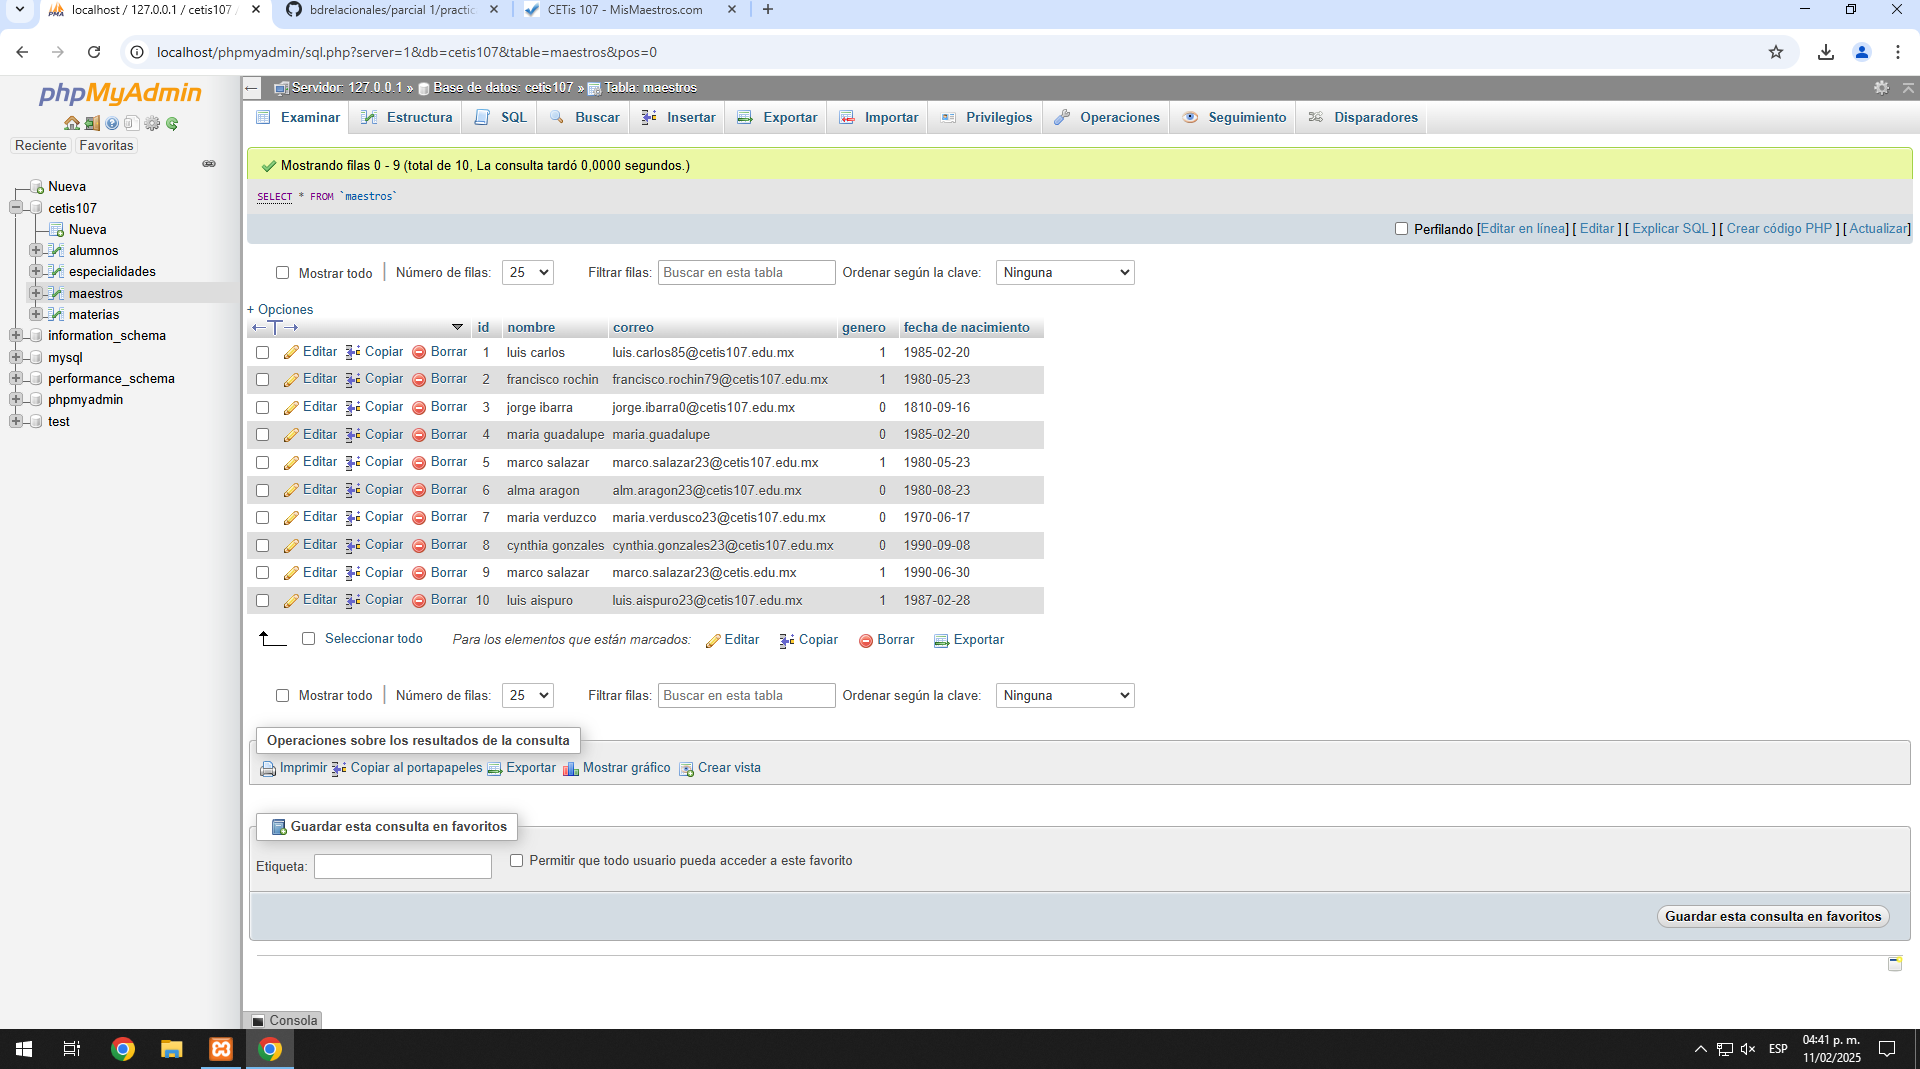 localhost / 127.0.0.1 / cetis107 /
bdrelacionales/parcial 1/practic
CETis 107 - MisMaestros.com
localhost/phpmyadmin/sql.php?server=1&db=cetis107&table=maestros&pos=0
phpMyAdmin
Reciente Favoritas
Nueva
cetis107
Nueva
alumnos
especialidades
maestros
materias
information_schema
mysql
performance_schema
phpmyadmin
test
Servidor: 127.0.0.1 » Base de datos: cetis107 » Tabla: maestros
Examinar Estructura SQL Buscar Insertar Exportar Importar Privilegios Operaciones Seguimiento Disparadores
Mostrando filas 0 - 9 (total de 10, La consulta tardó 0,0000 segundos.)
SELECT * FROM `maestros`
Perfilando [Editar en línea] [ Editar ] [ Explicar SQL ] [ Crear código PHP ] [ Actualizar]
Mostrar todo | Número de filas: 25 Filtrar filas: Buscar en esta tabla Ordenar según la clave: Ninguna
+ Opciones
←T→ id nombre correo genero fecha de nacimiento
Editar Copiar Borrar 1 luis carlos luis.carlos85@cetis107.edu.mx 1 1985-02-20
Editar Copiar Borrar 2 francisco rochin francisco.rochin79@cetis107.edu.mx 1 1980-05-23
Editar Copiar Borrar 3 jorge ibarra jorge.ibarra0@cetis107.edu.mx 0 1810-09-16
Editar Copiar Borrar 4 maria guadalupe maria.guadalupe 0 1985-02-20
Editar Copiar Borrar 5 marco salazar marco.salazar23@cetis107.edu.mx 1 1980-05-23
Editar Copiar Borrar 6 alma aragon alm.aragon23@cetis107.edu.mx 0 1980-08-23
Editar Copiar Borrar 7 maria verduzco maria.verdusco23@cetis107.edu.mx 0 1970-06-17
Editar Copiar Borrar 8 cynthia gonzales cynthia.gonzales23@cetis107.edu.mx 0 1990-09-08
Editar Copiar Borrar 9 marco salazar marco.salazar23@cetis.edu.mx 1 1990-06-30
Editar Copiar Borrar 10 luis aispuro luis.aispuro23@cetis107.edu.mx 1 1987-02-28
Seleccionar todo Para los elementos que están marcados: Editar Copiar Borrar Exportar
Mostrar todo | Número de filas: 25 Filtrar filas: Buscar en esta tabla Ordenar según la clave: Ninguna
Operaciones sobre los resultados de la consulta
Imprimir Copiar al portapapeles Exportar Mostrar gráfico Crear vista
Guardar esta consulta en favoritos
Etiqueta: Permitir que todo usuario pueda acceder a este favorito
Guardar esta consulta en favoritos
Consola
ESP
04:41 p. m.
11/02/2025